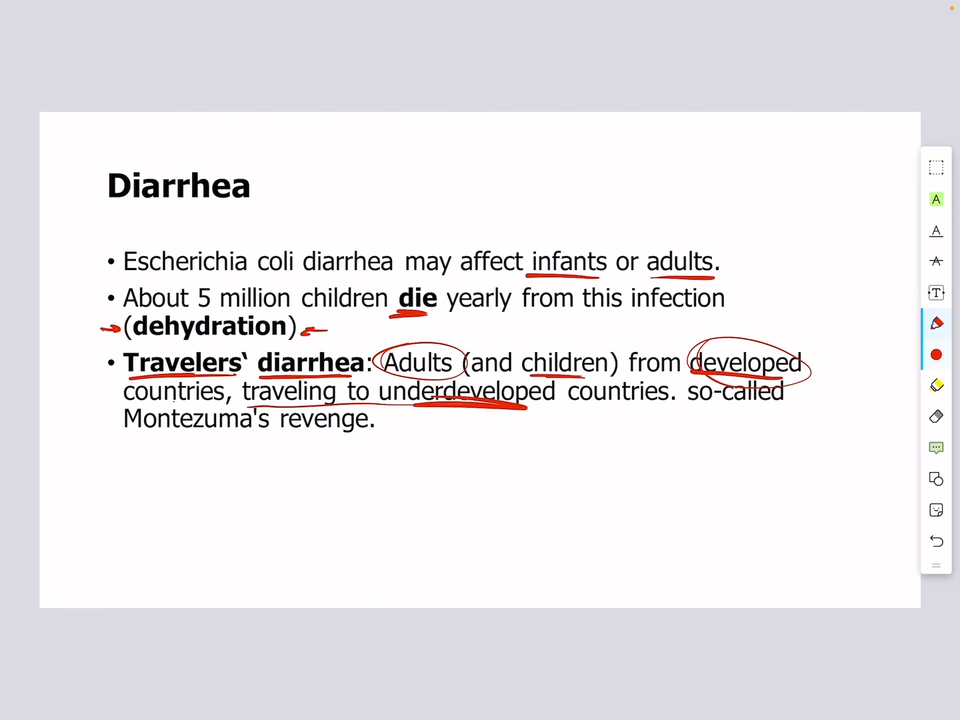 Diarrhea
• Escherichia coli diarrhea may affect infants or adults.
• About 5 million children die yearly from this infection
(dehydration)
• Travelers‘ diarrhea: Adults (and children) from developed
countries, traveling to underdeveloped countries. so-called
Montezuma's revenge.